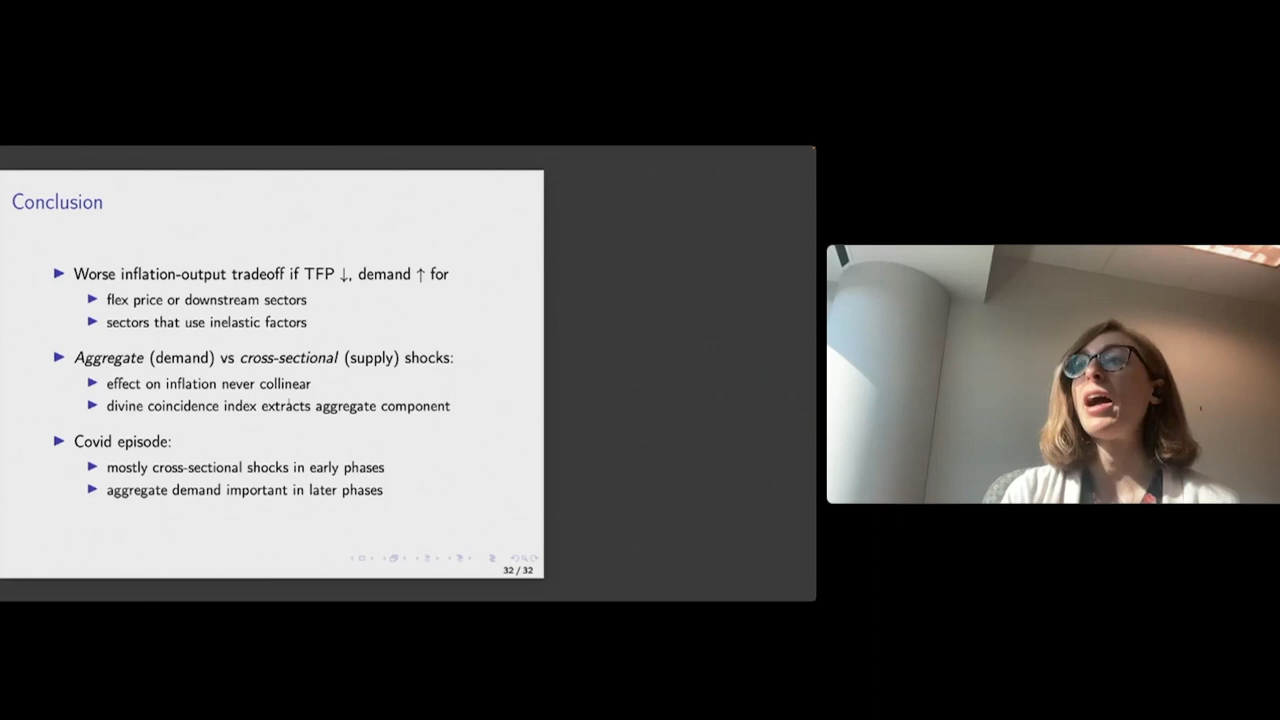 Conclusion
▶ Worse inflation-output tradeoff if TFP ↓, demand ↑ for
▶ flex price or downstream sectors
▶ sectors that use inelastic factors
▶ Aggregate (demand) vs cross-sectional (supply) shocks:
▶ effect on inflation never collinear
▶ divine coincidence index extracts aggregate component
▶ Covid episode:
▶ mostly cross-sectional shocks in early phases
▶ aggregate demand important in later phases
32 / 32